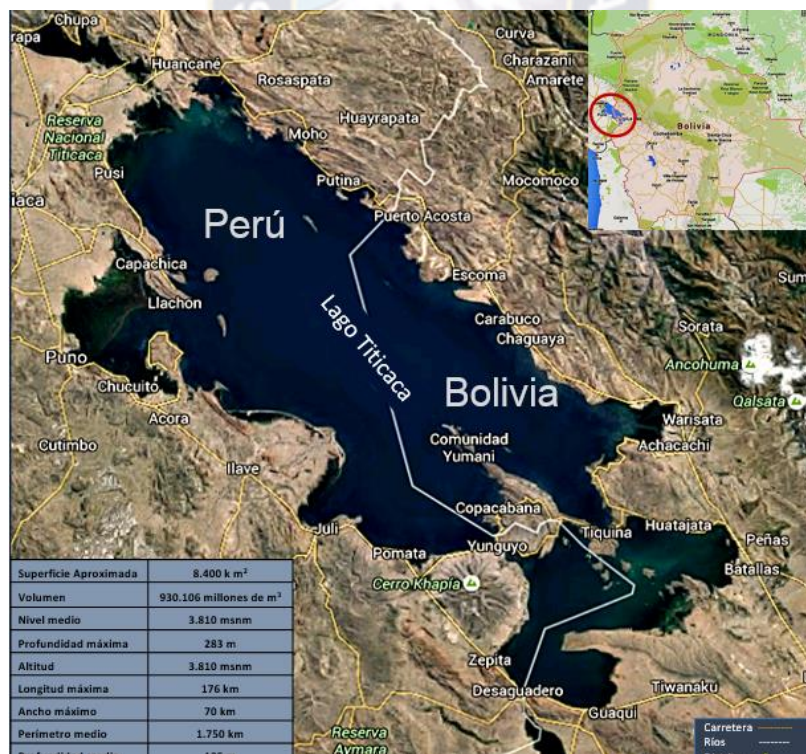 Chupa
Curva
Charazani
Amarete
Huancané
Rosaspata
Reserva
Nacional
Titicaca
Huayrapata
Moho
Pusi
Putina
Mocomoco
Perú
Puerto Acosta
Capachica
Escoma
Llachon
Lago Titicaca
Carabuco
Chaguaya
Sorata
Puno
Ancohuma
Chucuito
Bolivia
Qalsata
Acora
Warisata
Cutimbo
Comunidad
Yumani
Achacachi
Ilave
Copacabana
Juli
Tiquina
Huatajata
Peñas
Pomata
Yunguyo
Batallas
Cerro Khapía
Zepita
Desaguadero
Tiwanaku
Guaqui
Reserva
Aymara
Bolivia
Superficie Aproximada 8.400 k m²
Volumen 930.106 millones de m³
Nivel medio 3.810 msnm
Profundidad máxima 283 m
Altitud 3.810 msnm
Longitud máxima 176 km
Ancho máximo 70 km
Perímetro medio 1.750 km
Carretera
Ríos